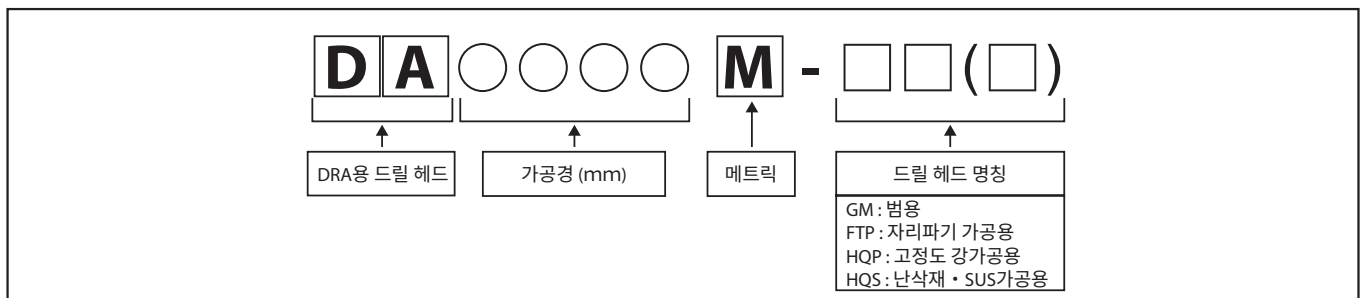 DA○○○○ M - □□(□)
DRA용 드릴 헤드
가공경 (mm)
메트릭
드릴 헤드 명칭
GM : 범용
FTP : 자리파기 가공용
HQP : 고정도 강가공용
HQS : 난삭재・SUS가공용